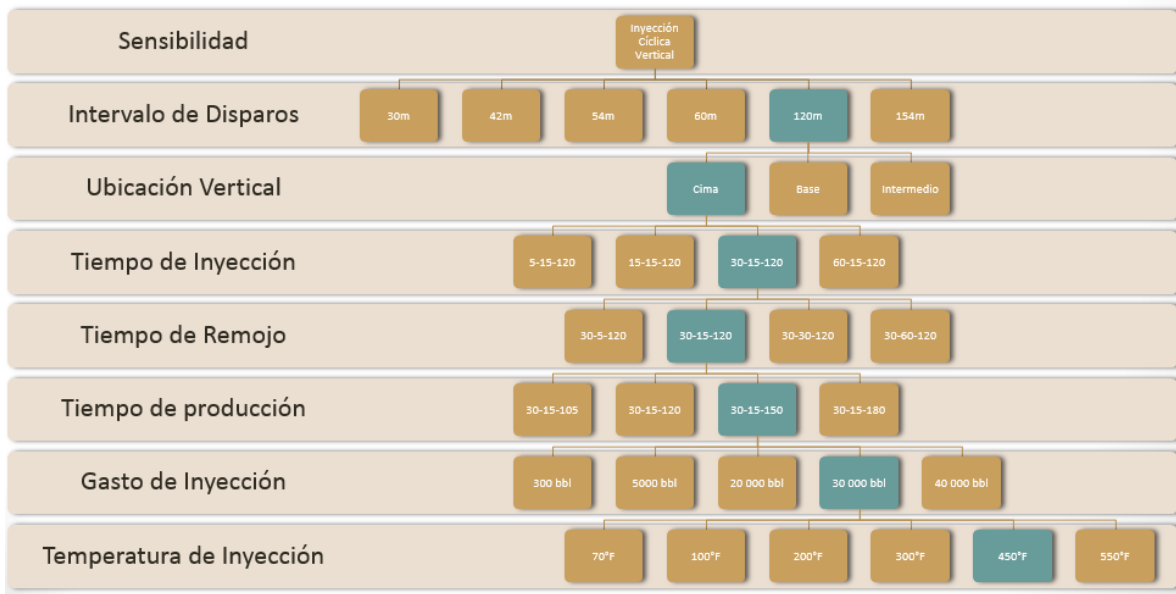 Sensibilidad
Inyección
Cíclica
Vertical
Intervalo de Disparos
30m
42m
54m
60m
120m
154m
Ubicación Vertical
Cima
Base
Intermedio
Tiempo de Inyección
5-15-120
15-15-120
30-15-120
60-15-120
Tiempo de Remojo
30-5-120
30-15-120
30-30-120
30-60-120
Tiempo de producción
30-15-105
30-15-120
30-15-150
30-15-180
Gasto de Inyección
300 bbl
5000 bbl
20 000 bbl
30 000 bbl
40 000 bbl
Temperatura de Inyección
70°F
100°F
200°F
300°F
450°F
550°F